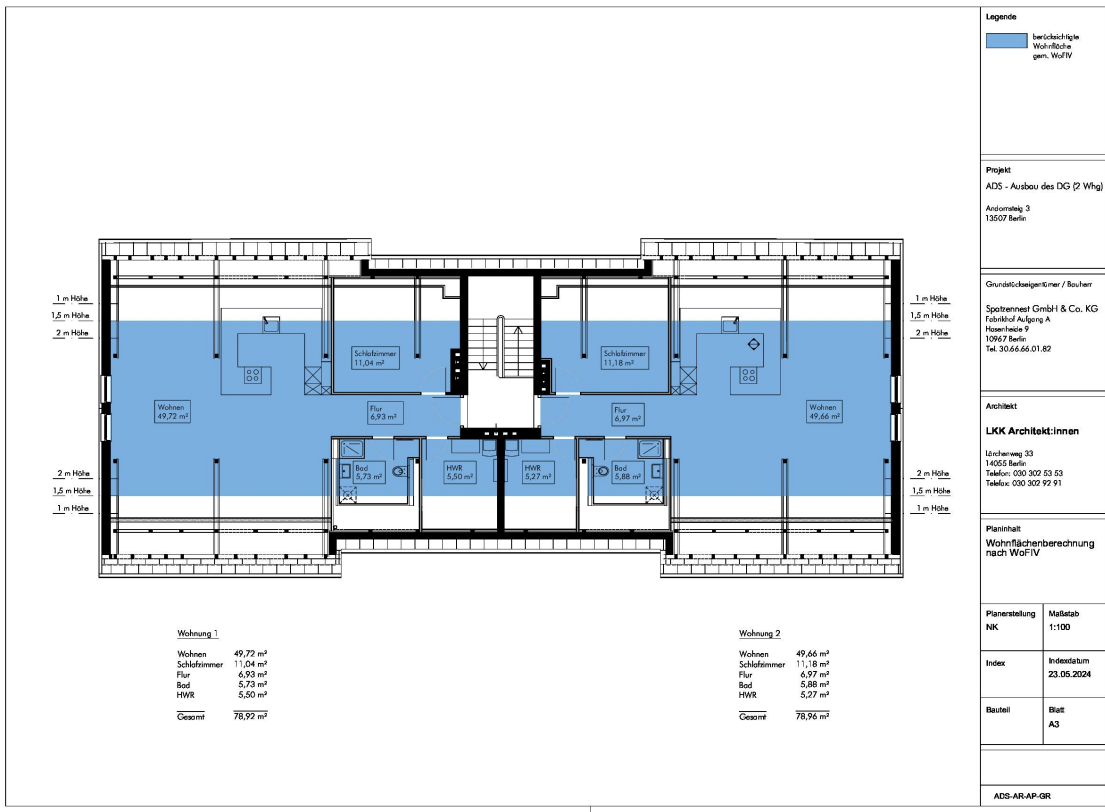 Legende
berücksichtigte
Wohnfläche
gem. WoFlV
Projekt
ADS - Ausbau des DG (2 Whg)
Andornsteig 3
13507 Berlin
Grundstückseigentümer / Bauherr
Spatzennest GmbH & Co. KG
Fabrikhof Aufgang A
Hasenheide 9
10967 Berlin
Tel. 30.66.66.01.82
Architekt
LKK Architekt:innen
Lärchenweg 33
14055 Berlin
Telefon: 030 302 53 53
Telefax: 030 302 92 91
Planinhalt
Wohnflächenberechnung
nach WoFlV
Planerstellung
NK
Maßstab
1:100
Index
Indexdatum
23.05.2024
Bauteil
Blatt
A3
ADS-AR-AP-GR
1 m Höhe
1,5 m Höhe
2 m Höhe
2 m Höhe
1,5 m Höhe
1 m Höhe
Wohnen
49,72 m²
Schlafzimmer
11,04 m²
Flur
6,93 m²
Bad
5,73 m²
HWR
5,50 m²
HWR
5,27 m²
Bad
5,88 m²
Flur
6,97 m²
Schlafzimmer
11,18 m²
Wohnen
49,66 m²
1 m Höhe
1,5 m Höhe
2 m Höhe
2 m Höhe
1,5 m Höhe
1 m Höhe
Wohnung 1
Wohnen 49,72 m²
Schlafzimmer 11,04 m²
Flur 6,93 m²
Bad 5,73 m²
HWR 5,50 m²
Gesamt 78,92 m²
Wohnung 2
Wohnen 49,66 m²
Schlafzimmer 11,18 m²
Flur 6,97 m²
Bad 5,88 m²
HWR 5,27 m²
Gesamt 78,96 m²